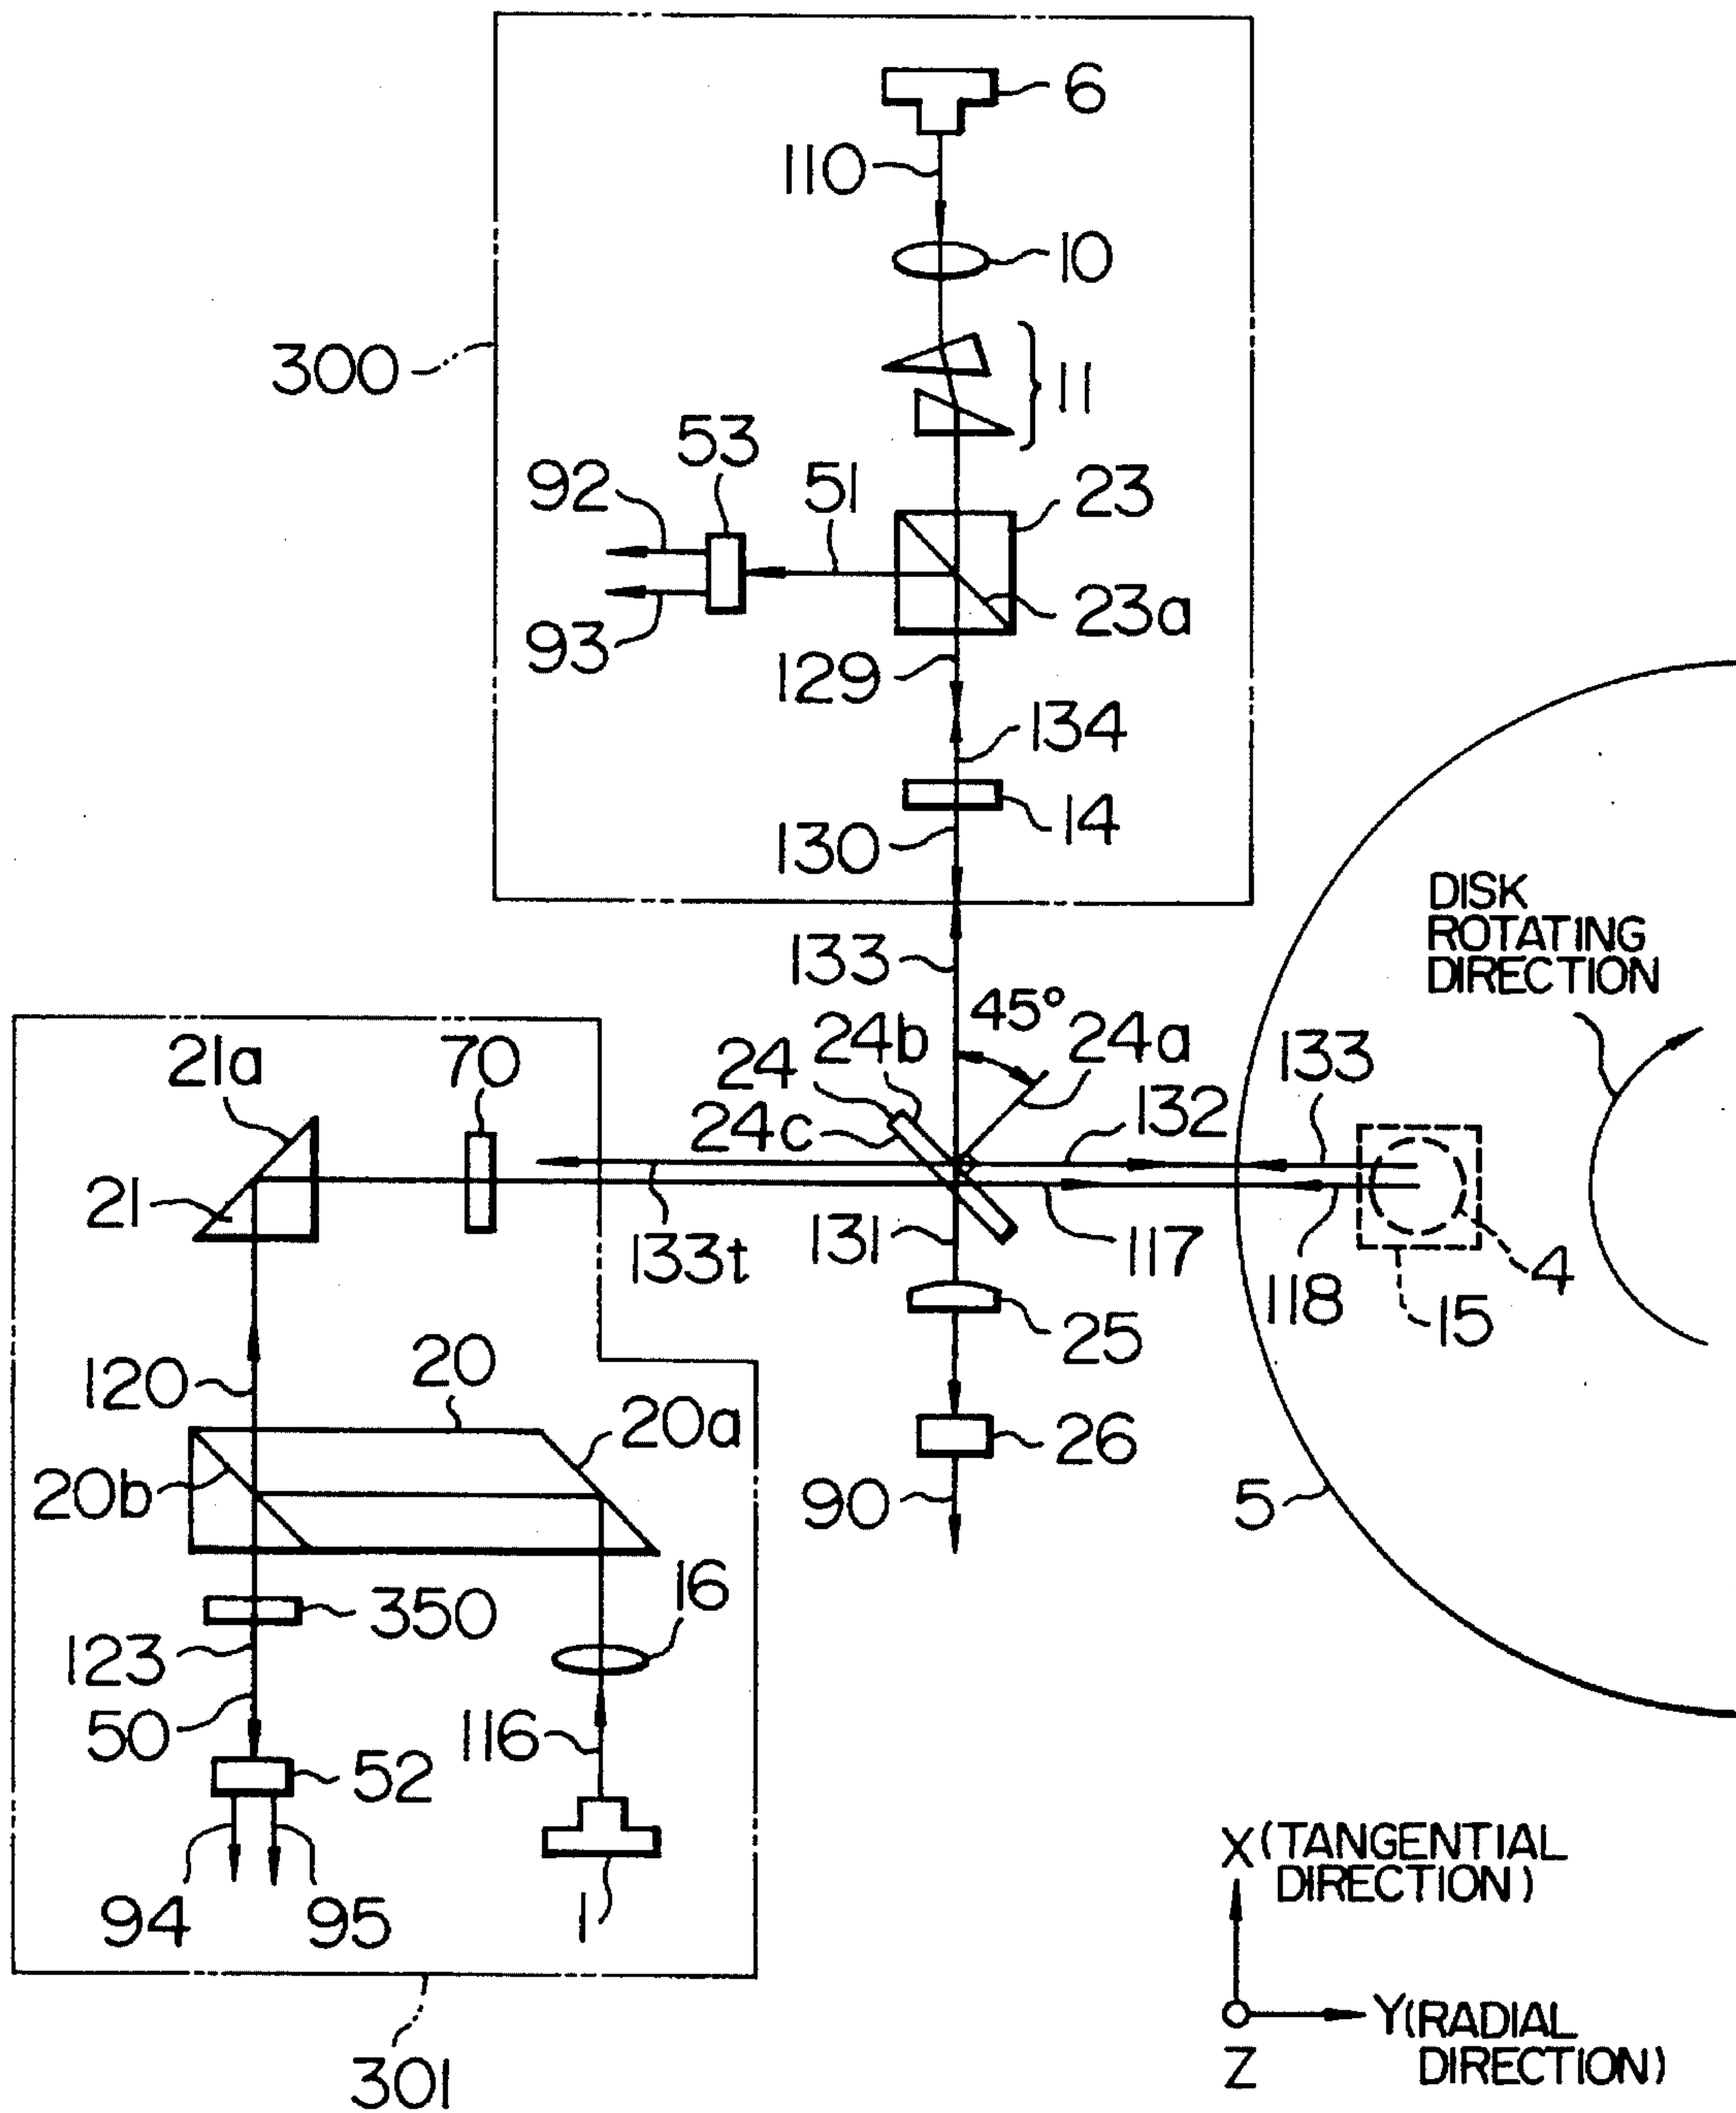 6
110
10
300
11
53
92
51
23
93
23a
129
134
14
130
DISK
ROTATING
DIRECTION
133
45°
21a
70
24
24b
24a
133
24c
132
21
131
117
133t
4
118
15
25
120
20
20a
26
20b
90
5
16
350
123
50
116
52
X (TANGENTIAL
DIRECTION)
94
95
1
Y (RADIAL
DIRECTION)
Z
301